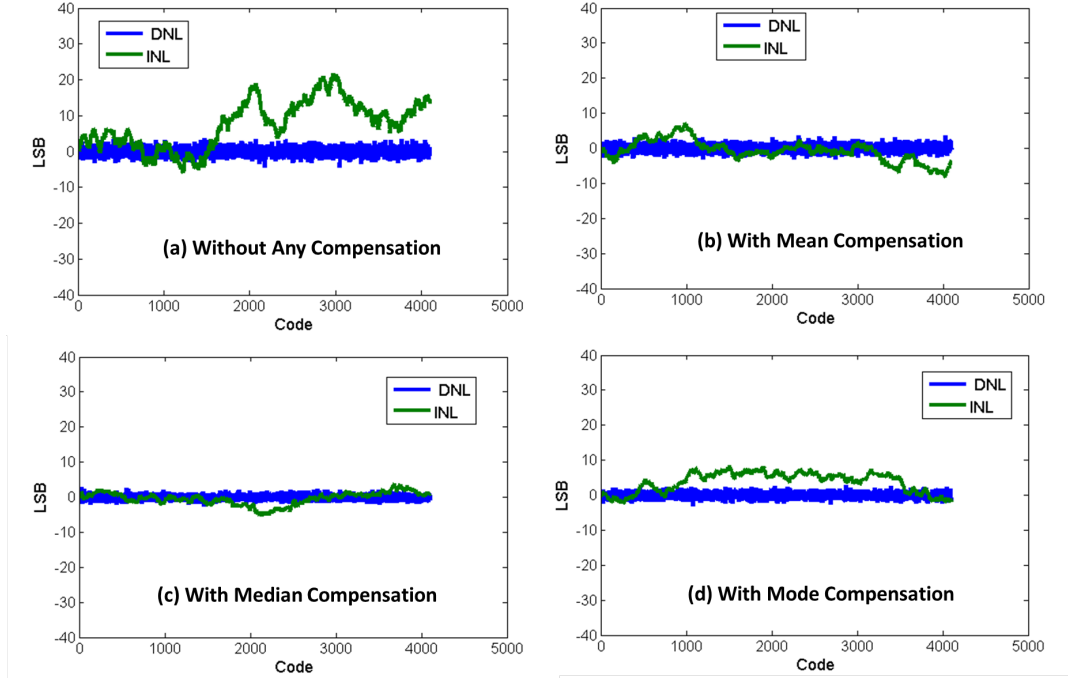 40
30
20
10
0
-10
-20
-30
-40
LSB
DNL
INL
(a) Without Any Compensation
0 1000 2000 3000 4000 5000
Code
40
30
20
10
0
-10
-20
-30
-40
LSB
DNL
INL
(b) With Mean Compensation
0 1000 2000 3000 4000 5000
Code
40
30
20
10
0
-10
-20
-30
-40
LSB
DNL
INL
(c) With Median Compensation
0 1000 2000 3000 4000 5000
Code
40
30
20
10
0
-10
-20
-30
-40
LSB
DNL
INL
(d) With Mode Compensation
0 1000 2000 3000 4000 5000
Code